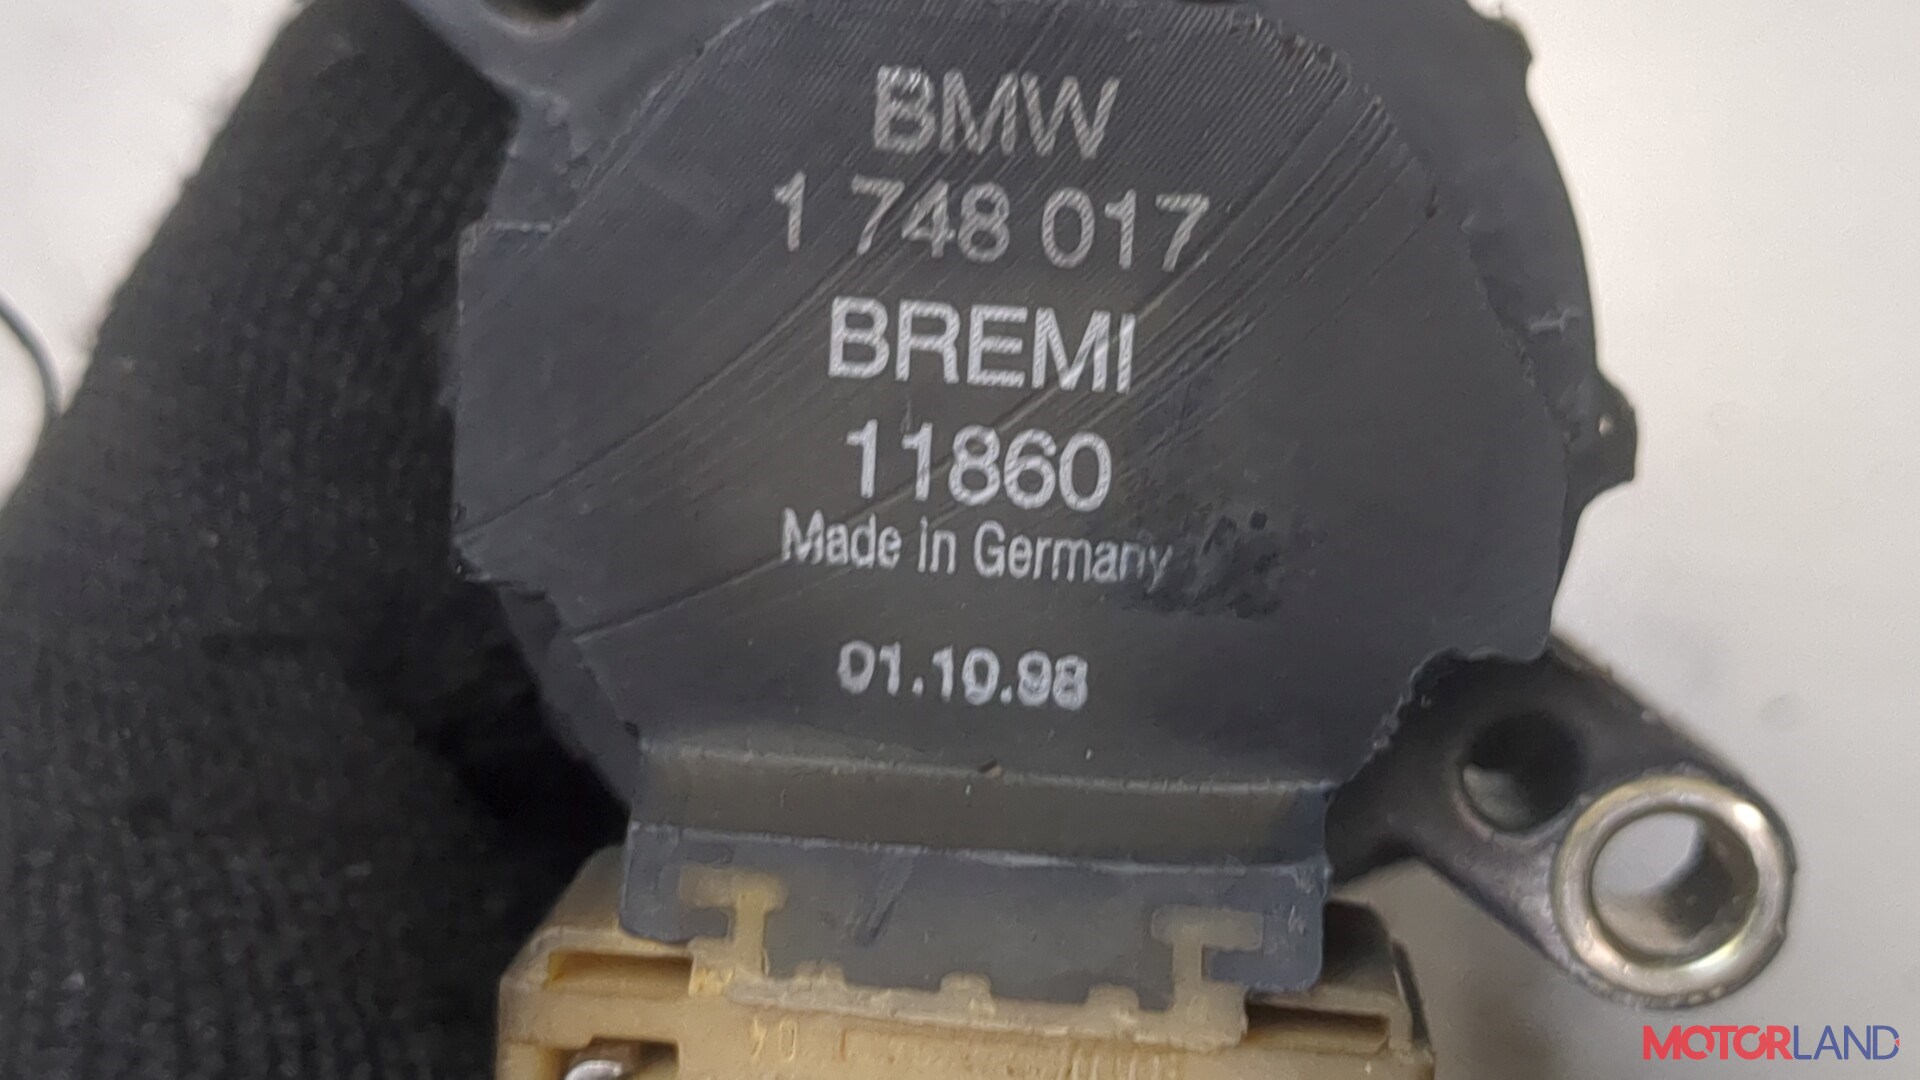 BMW
1 748 017
BREMI
11860
Made in Germany
01.10.98
MOTORLAND